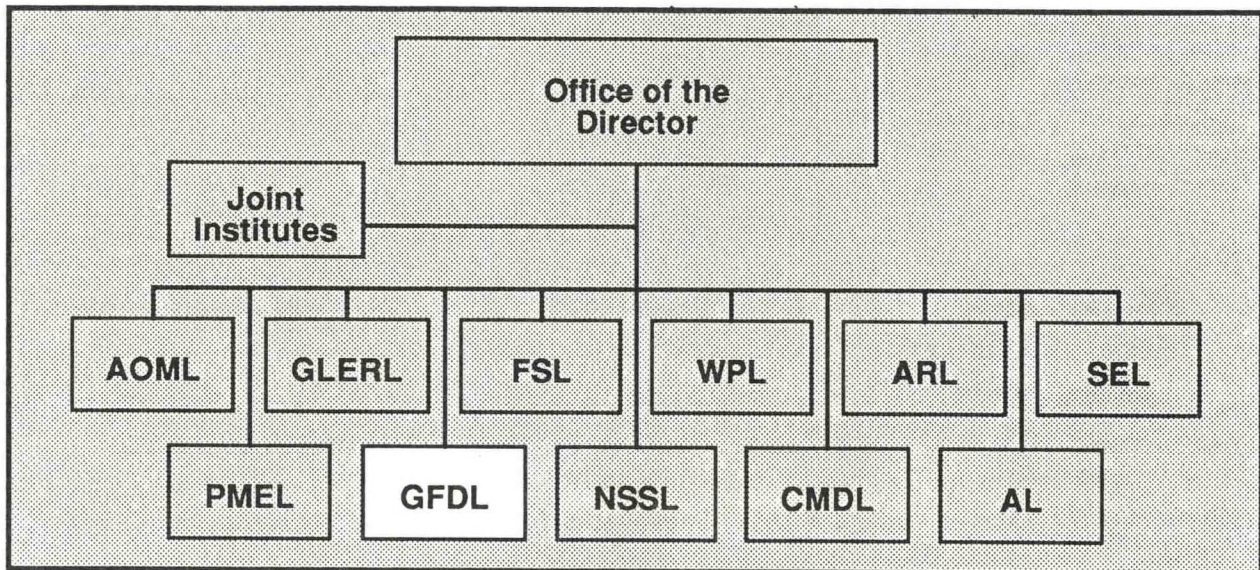 Office of the
Director
Joint
Institutes
AOML
GLERL
FSL
WPL
ARL
SEL
PMEL
GFDL
NSSL
CMDL
AL